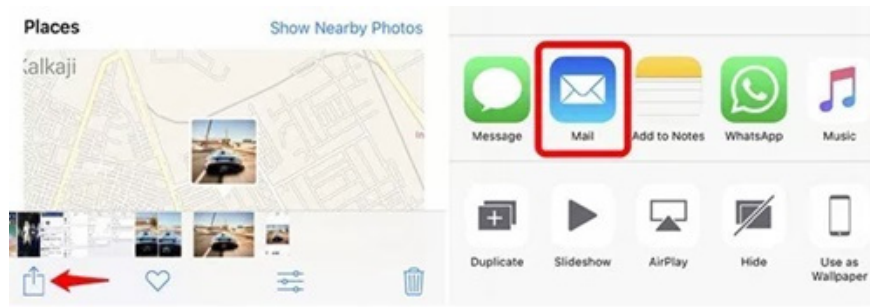 Places
Show Nearby Photos
Kalkaji
Message
Mail
Add to Notes
WhatsApp
Music
Duplicate
Slideshow
AirPlay
Hide
Use as
Wallpaper